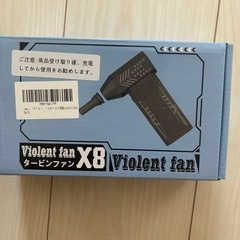 ご注意:商品受け取り後、充電
してから使用をお勧めします。
Violent fan
タービンファン
X8
Violent fan